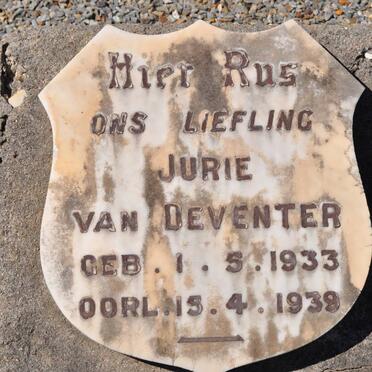 Hier Rus
ONS LIEFLING
JURIE
VAN DEVENTER
GEB. 1. 5. 1933
OORL. 15. 4. 1939